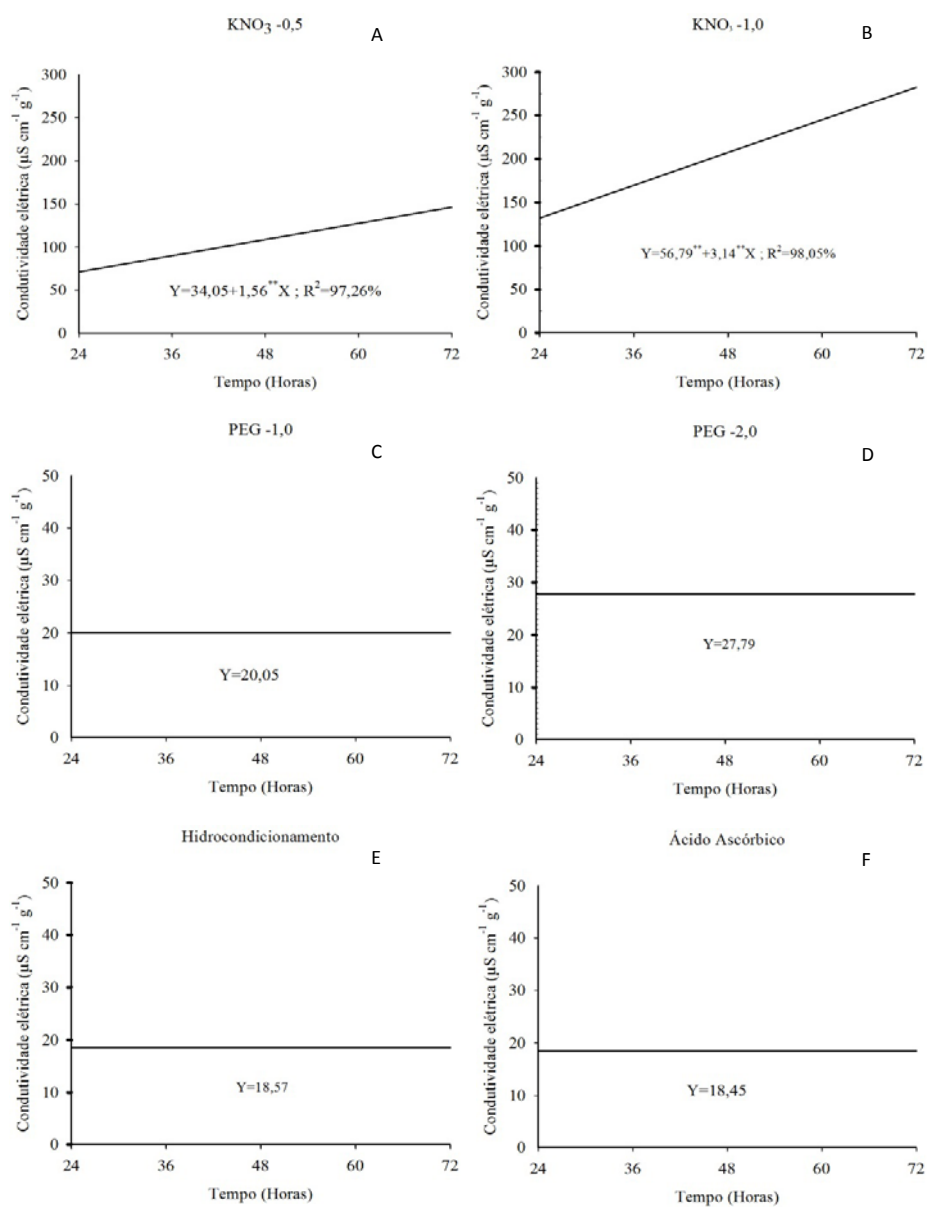 KNO3 -0,5
A
300
250
200
150
100
50
0
Condutividade elétrica (µS cm-1 g-1)
Y=34,05+1,56**X ; R2=97,26%
24 36 48 60 72
Tempo (Horas)
KNO3 -1,0
B
300
250
200
150
100
50
0
Condutividade elétrica (µS cm-1 g-1)
Y=56,79**+3,14**X ; R2=98,05%
24 36 48 60 72
Tempo (Horas)
PEG -1,0
C
50
40
30
20
10
0
Condutividade elétrica (µS cm-1 g-1)
Y=20,05
24 36 48 60 72
Tempo (Horas)
PEG -2,0
D
50
40
30
20
10
0
Condutividade elétrica (µS cm-1 g-1)
Y=27,79
24 36 48 60 72
Tempo (Horas)
Hidrocondicionamento
E
50
40
30
20
10
0
Condutividade elétrica (µS cm-1 g-1)
Y=18,57
24 36 48 60 72
Tempo (Horas)
Ácido Ascórbico
F
50
40
30
20
10
0
Condutividade elétrica (µS cm-1 g-1)
Y=18,45
24 36 48 60 72
Tempo (Horas)